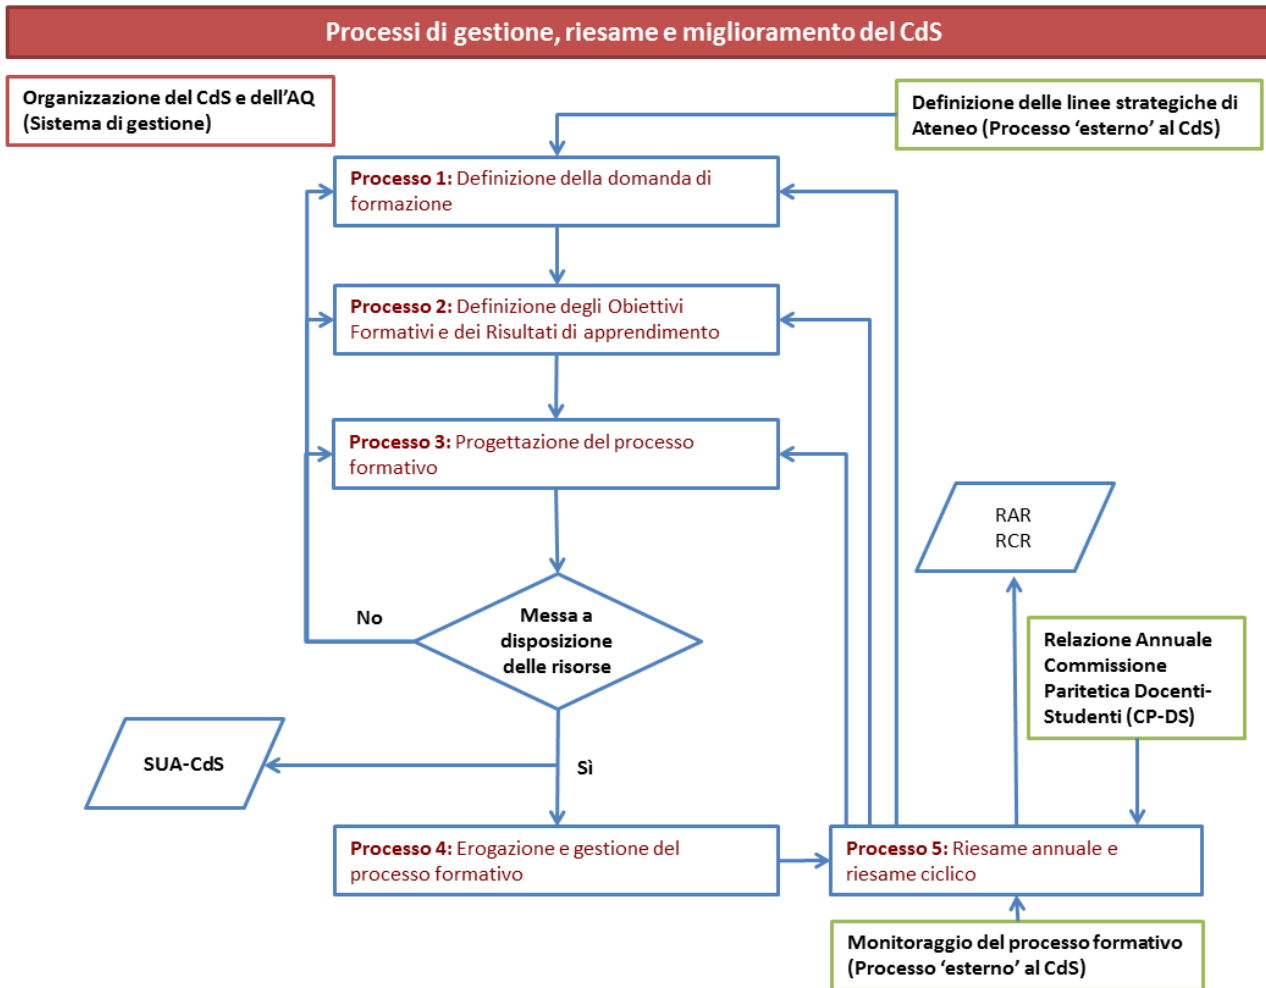 Processi di gestione, riesame e miglioramento del CdS
Organizzazione del CdS e dell’AQ
(Sistema di gestione)
Definizione delle linee strategiche di
Ateneo (Processo ‘esterno’ al CdS)
Processo 1: Definizione della domanda di
formazione
Processo 2: Definizione degli Obiettivi
Formativi e dei Risultati di apprendimento
Processo 3: Progettazione del processo
formativo
RAR
RCR
No
Messa a
disposizione
delle risorse
Relazione Annuale
Commissione
Paritetica Docenti-
Studenti (CP-DS)
SUA-CdS
Sì
Processo 4: Erogazione e gestione del
processo formativo
Processo 5: Riesame annuale e
riesame ciclico
Monitoraggio del processo formativo
(Processo ‘esterno’ al CdS)